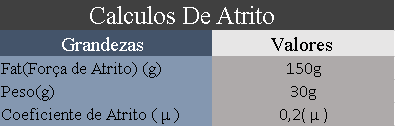 Calculos De Atrito
Grandezas Valores
Fat(Força de Atrito) (g) 150g
Peso(g) 30g
Coeficiente de Atrito ( μ ) 0,2( μ )